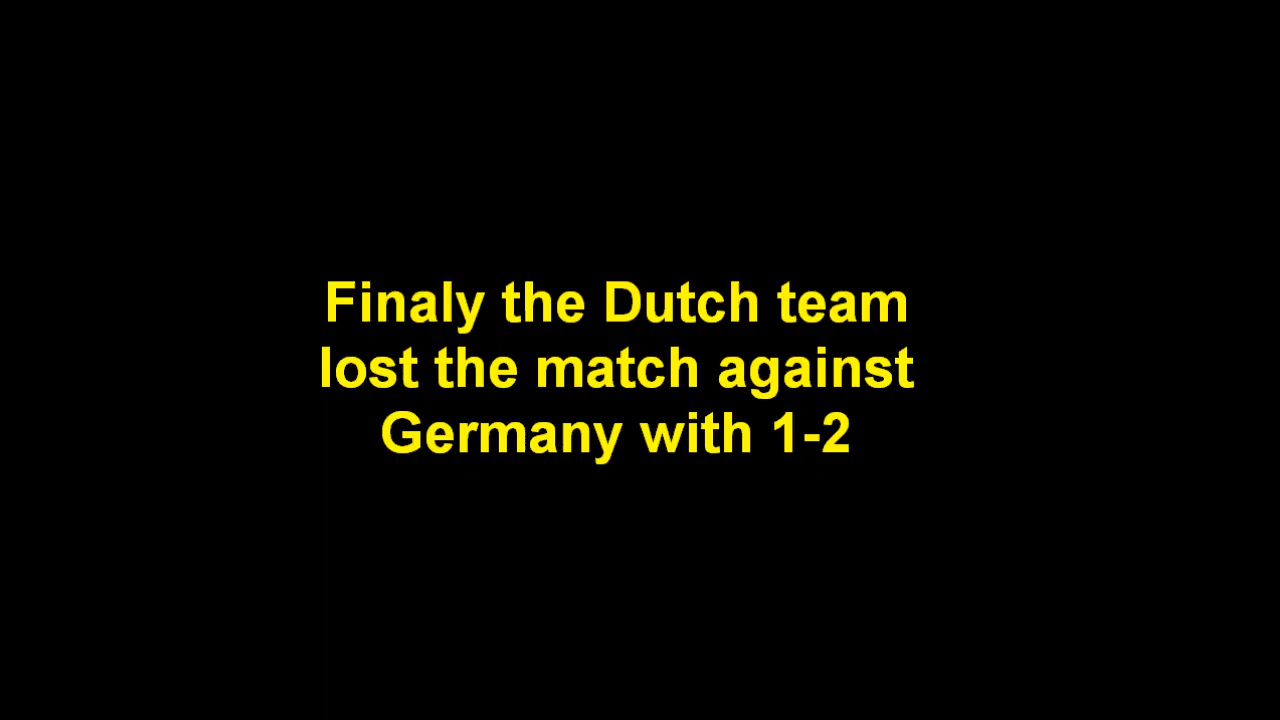 Finaly the Dutch team
lost the match against
Germany with 1-2